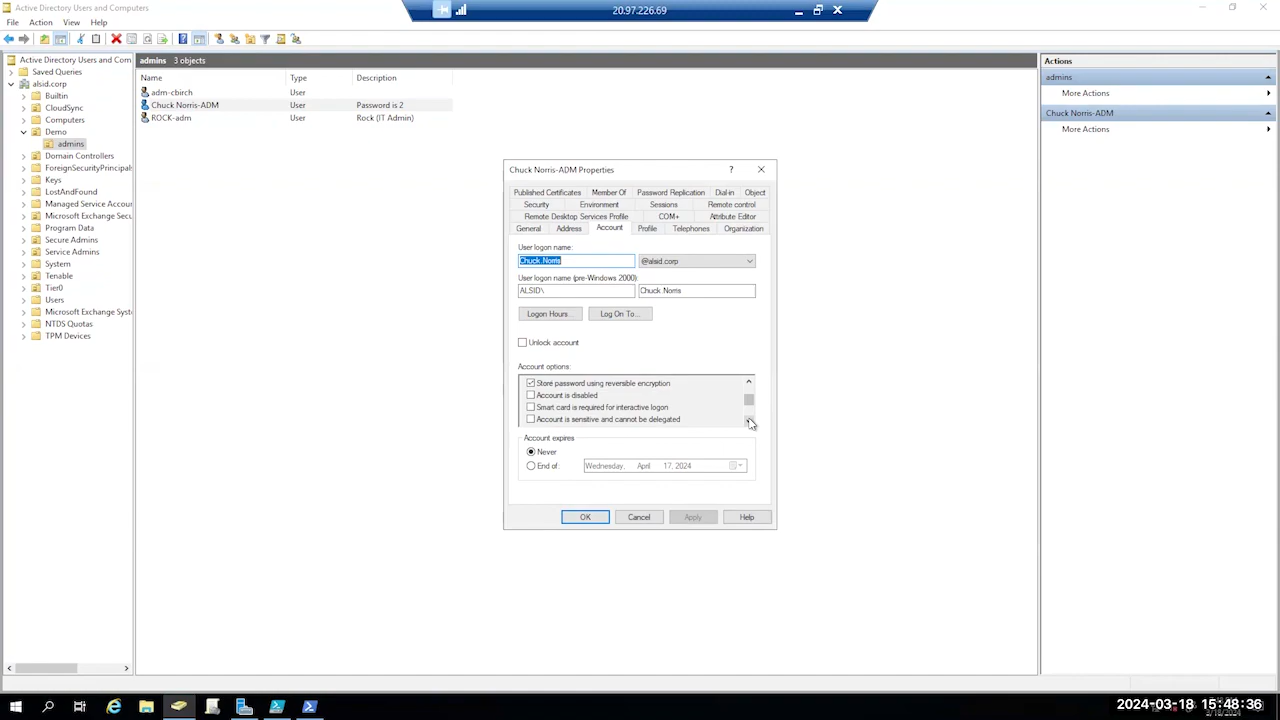 Active Directory Users and Computers
20.97.226.69
File Action View Help
Active Directory Users and Com
Saved Queries
alsid.corp
Builtin
CloudSync
Computers
Demo
admins
Domain Controllers
ForeignSecurityPrincipals
Keys
LostAndFound
Managed Service Accou
Microsoft Exchange Secu
Program Data
Secure Admins
Service Admins
System
Tenable
Tier0
Users
Microsoft Exchange Syst
NTDS Quotas
TPM Devices
admins 3 objects
Name Type Description
adm-cbirch User
Chuck Norris-ADM User Password is 2
ROCK-adm User Rock (IT Admin)
Actions
admins
More Actions
Chuck Norris-ADM
More Actions
Chuck Norris-ADM Properties
Published Certificates Member Of Password Replication Dial-in Object
Security Environment Sessions Remote control
Remote Desktop Services Profile COM+ Attribute Editor
General Address Account Profile Telephones Organization
User logon name:
Chuck.Norris @alsid.corp
User logon name (pre-Windows 2000):
ALSID\ Chuck.Norris
Logon Hours... Log On To...
Unlock account
Account options:
Store password using reversible encryption
Account is disabled
Smart card is required for interactive logon
Account is sensitive and cannot be delegated
Account expires
Never
End of: Wednesday, April 17, 2024
OK Cancel Apply Help
2024-03-18 15:48:36